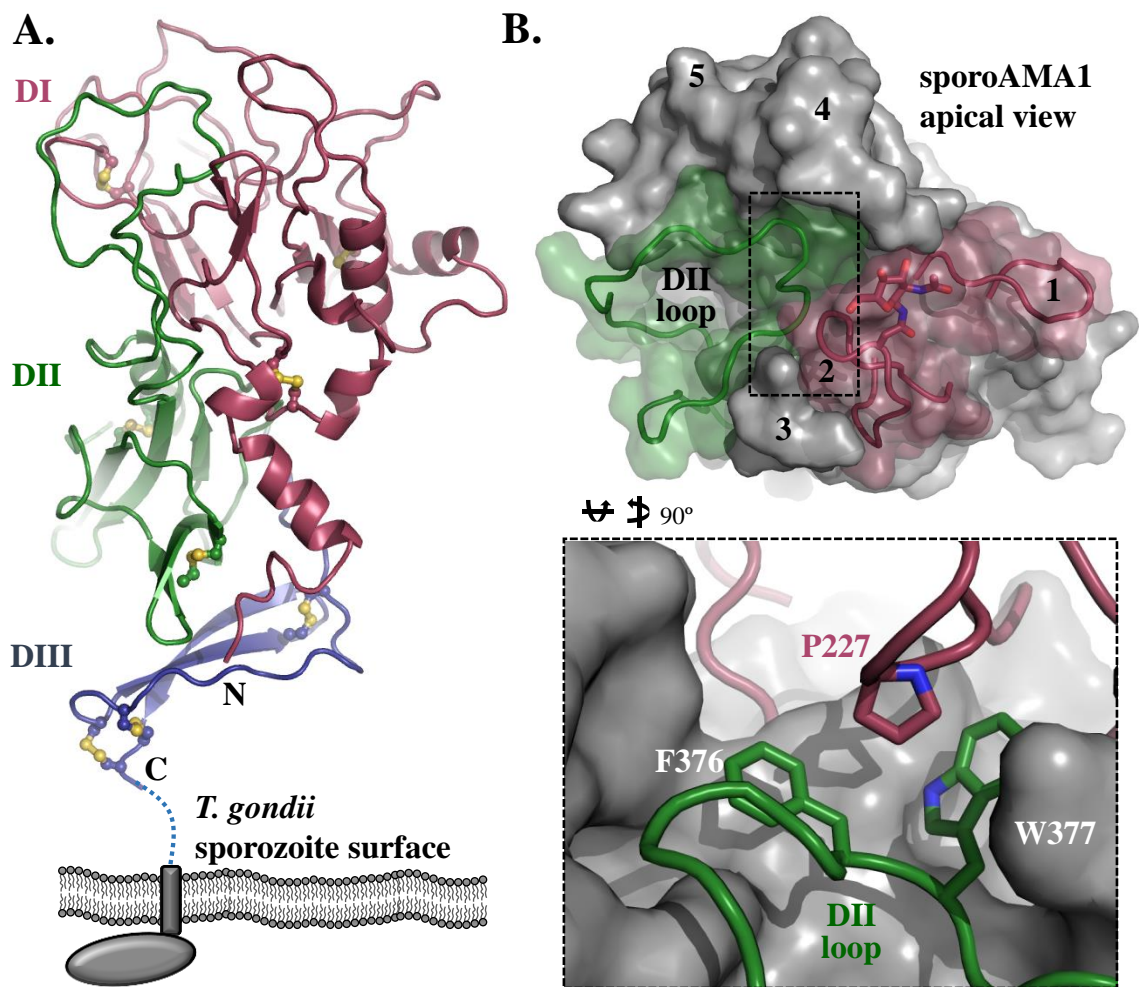 A.
DI
DII
DIII
N
C
T. gondii
sporozoite surface
B.
sporoAMA1
apical view
5
4
DII
loop
1
2
3
90º
P227
F376
W377
DII
loop